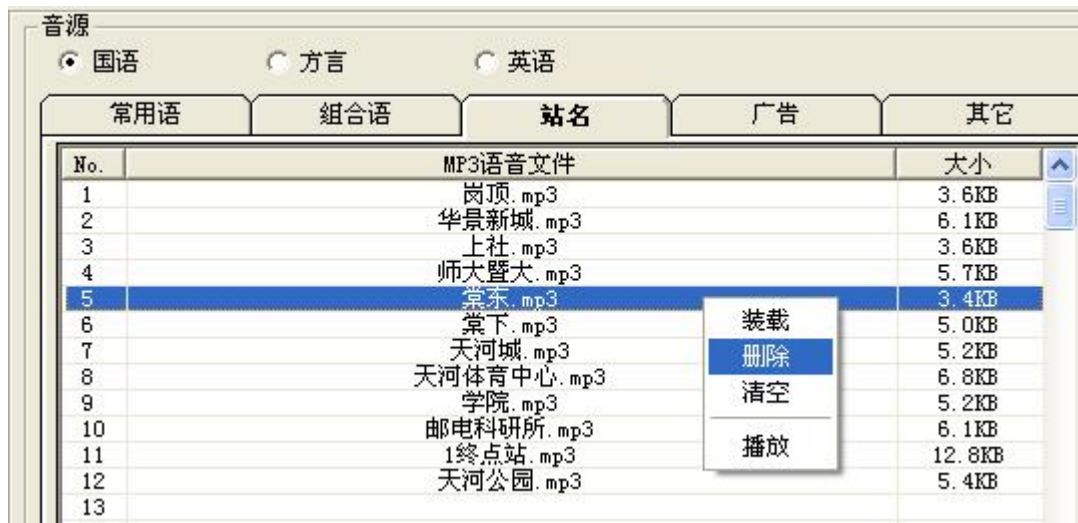 音源
国语 方言 英语
常用语 组合语 站名 广告 其它
No. MP3语音文件 大小
1 岗顶.mp3 3.6KB
2 华景新城.mp3 6.1KB
3 上社.mp3 3.6KB
4 师大暨大.mp3 5.7KB
5 棠东.mp3 3.4KB
6 棠下.mp3 5.0KB
7 天河城.mp3 5.2KB
8 天河体育中心.mp3 6.8KB
9 学院.mp3 5.2KB
10 邮电科研所.mp3 6.1KB
11 1终点站.mp3 12.8KB
12 天河公园.mp3 5.4KB
13
装载
删除
清空
播放